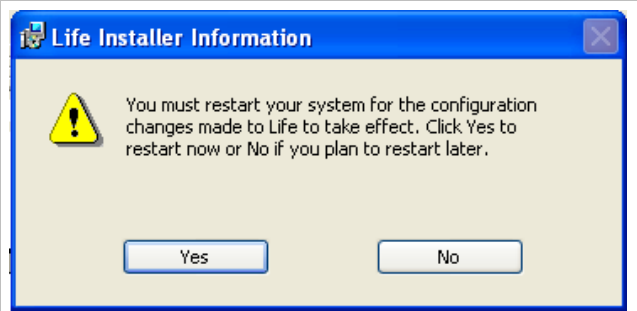 Life Installer Information
You must restart your system for the configuration
changes made to Life to take effect. Click Yes to
restart now or No if you plan to restart later.
Yes
No